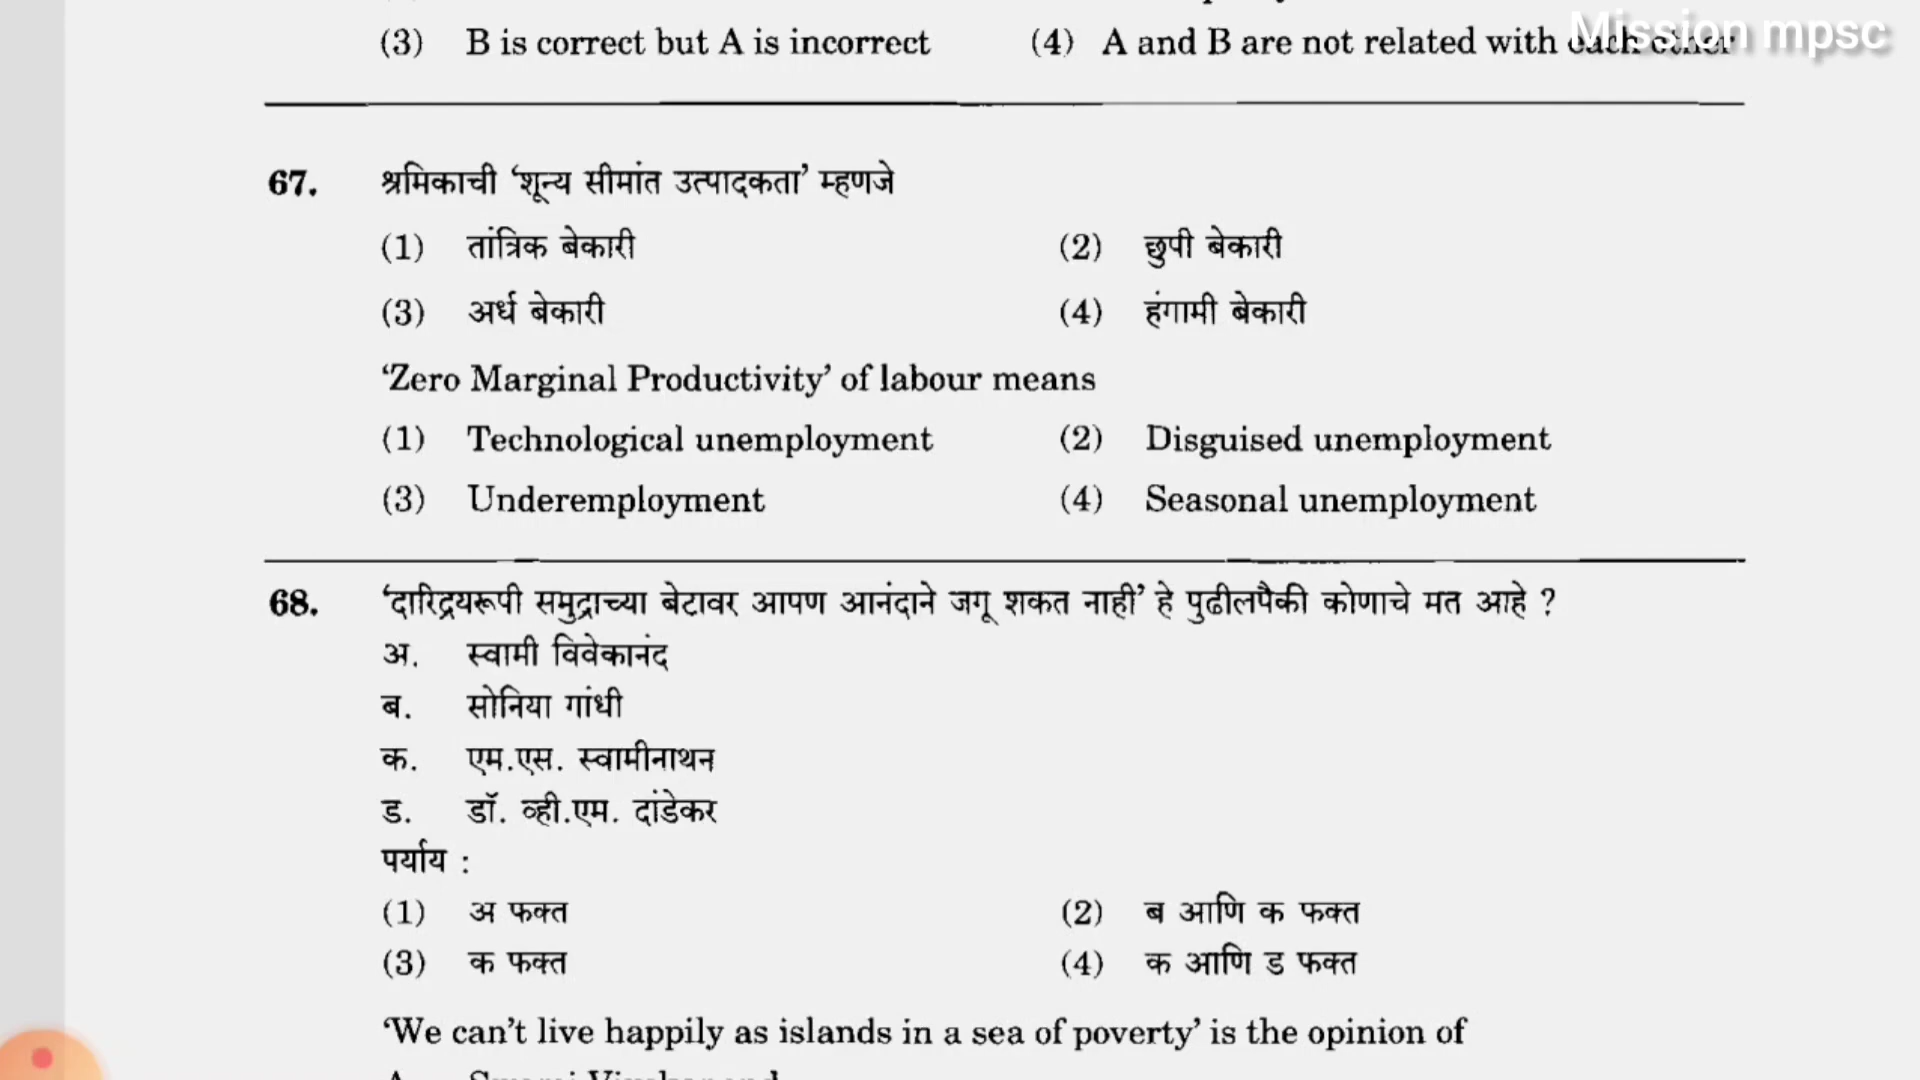 (3) B is correct but A is incorrect (4) A and B are not related with each other
Mission mpsc
67. श्रमिकाची ‘शून्य सीमांत उत्पादकता’ म्हणजे
(1) तांत्रिक बेकारी (2) छुपी बेकारी
(3) अर्ध बेकारी (4) हंगामी बेकारी
‘Zero Marginal Productivity’ of labour means
(1) Technological unemployment (2) Disguised unemployment
(3) Underemployment (4) Seasonal unemployment
68. ‘दारिद्रयरूपी समुद्राच्या बेटावर आपण आनंदाने जगू शकत नाही’ हे पुढीलपैकी कोणाचे मत आहे ?
अ. स्वामी विवेकानंद
ब. सोनिया गांधी
क. एम.एस. स्वामीनाथन
ड. डॉ. व्ही.एम. दांडेकर
पर्याय :
(1) अ फक्त (2) ब आणि क फक्त
(3) क फक्त (4) क आणि ड फक्त
‘We can’t live happily as islands in a sea of poverty’ is the opinion of